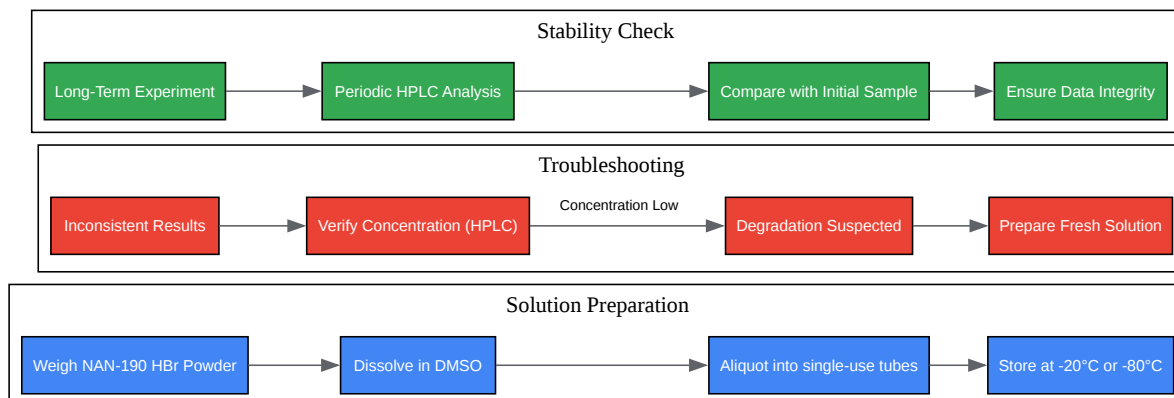 Stability Check
Long-Term Experiment
Periodic HPLC Analysis
Compare with Initial Sample
Ensure Data Integrity
Troubleshooting
Inconsistent Results
Verify Concentration (HPLC)
Concentration Low
Degradation Suspected
Prepare Fresh Solution
Solution Preparation
Weigh NAN-190 HBr Powder
Dissolve in DMSO
Aliquot into single-use tubes
Store at -20°C or -80°C